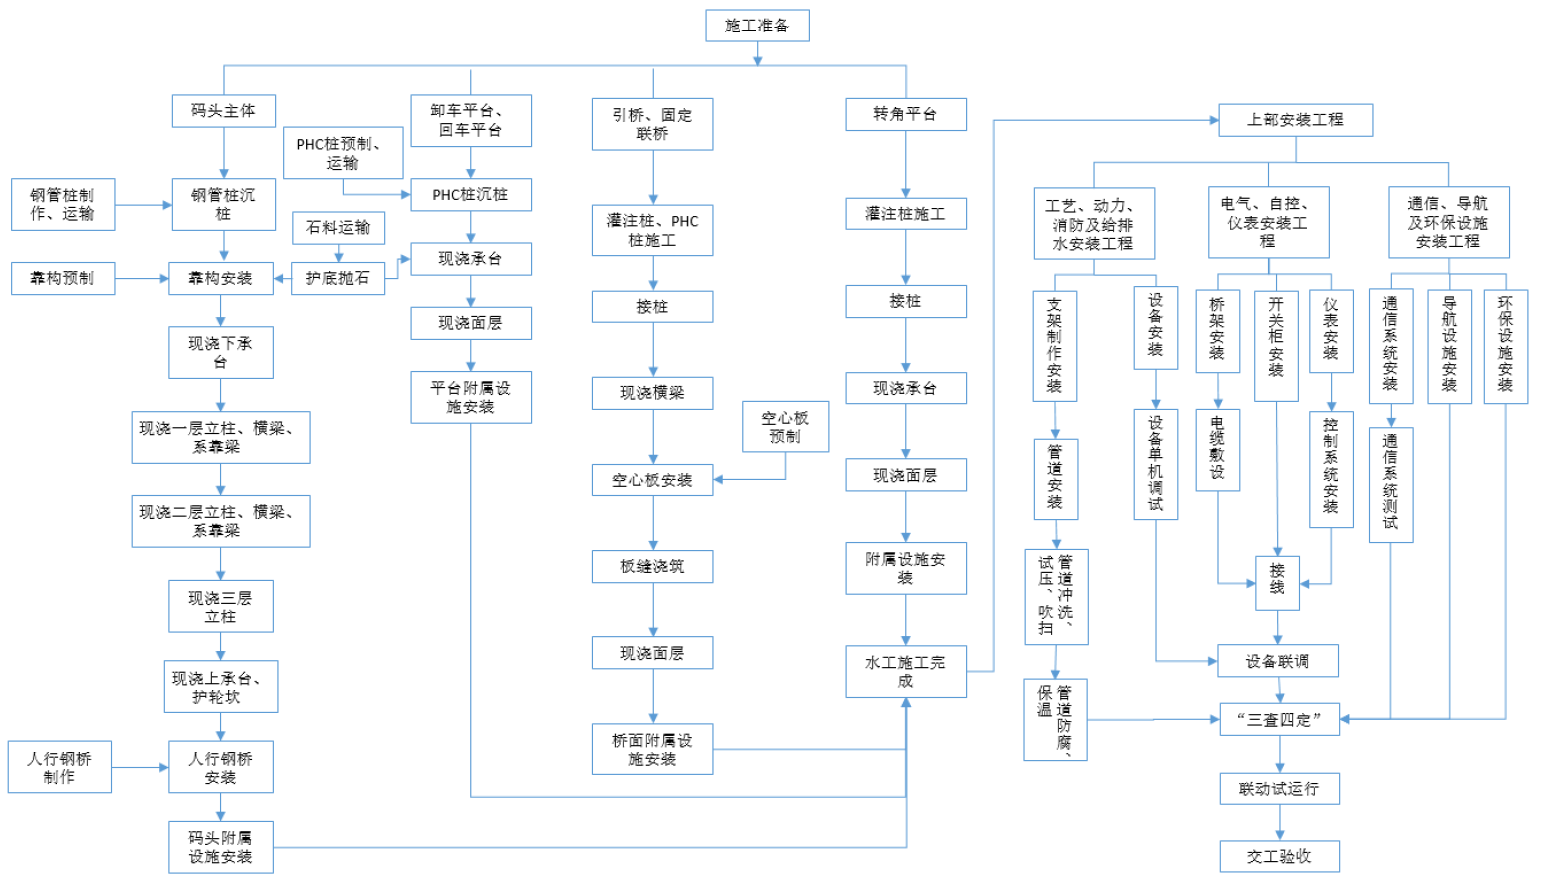 施工准备
码头主体
钢管桩制
作、运输
钢管桩沉
桩
靠构预制
靠构安装
现浇下承
台
现浇一层立柱、横梁、
系靠梁
现浇二层立柱、横梁、
系靠梁
现浇三层
立柱
现浇上承台、
护轮坎
人行钢桥
制作
人行钢桥
安装
码头附属
设施安装
卸车平台、
回车平台
PHC桩预制、
运输
PHC桩沉桩
石料运输
护底抛石
现浇承台
现浇面层
平台附属设
施安装
引桥、固定
联桥
灌注桩、PHC
桩施工
接桩
现浇横梁
空心板
预制
空心板安装
板缝浇筑
现浇面层
桥面附属设
施安装
转角平台
灌注桩施工
接桩
现浇承台
现浇面层
附属设施安
装
水工施工完
成
上部安装工程
工艺、动力、
消防及给排
水安装工程
支架制作安装
管道安装
管道冲洗、
试压、吹扫
管道防腐、
保温
设备安装
设备单机调试
电气、自控、
仪表安装工
程
桥架安装
电缆敷设
开关柜安装
仪表安装
控制系统安装
接线
设备联调
通信、导航
及环保设施
安装工程
通信系统安装
通信系统测试
导航设施安装
环保设施安装
“三查四定”
联动试运行
交工验收